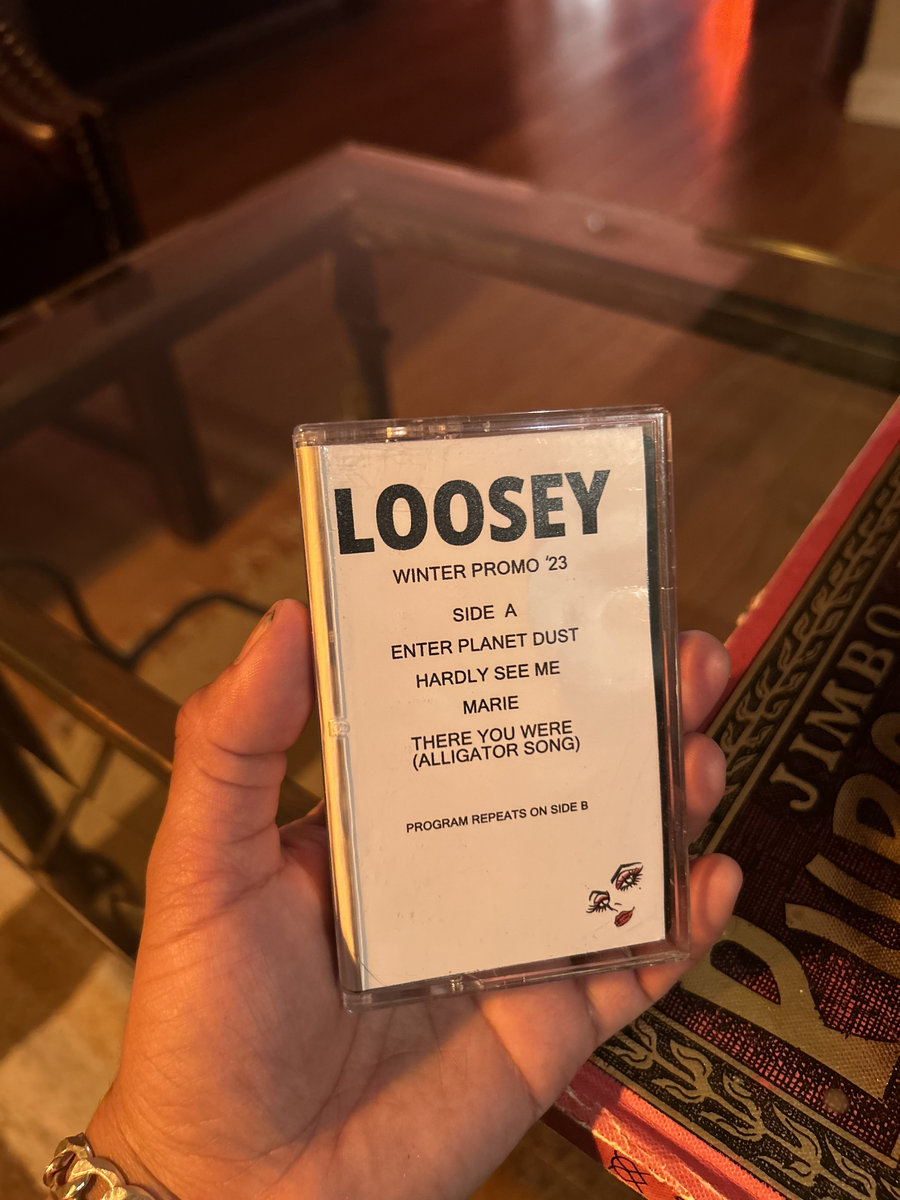 LOOSEY
WINTER PROMO '23
SIDE A
ENTER PLANET DUST
HARDLY SEE ME
MARIE
THERE YOU WERE
(ALLIGATOR SONG)
PROGRAM REPEATS ON SIDE B
JIMBO